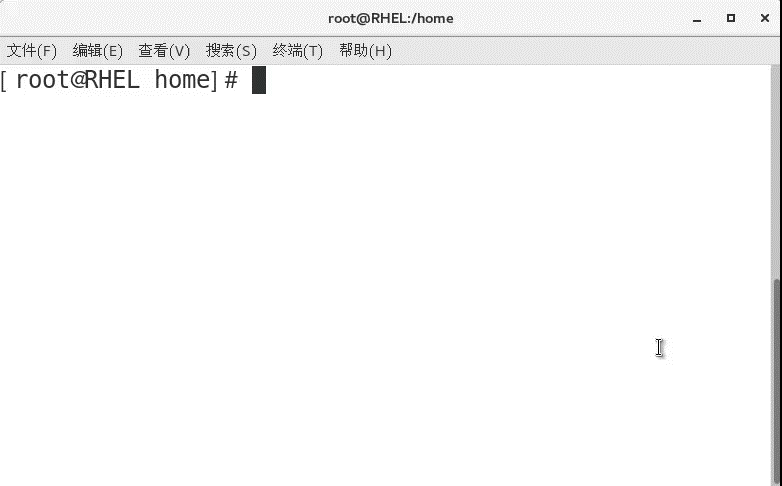 root@RHEL:/home
文件(F) 编辑(E) 查看(V) 搜索(S) 终端(T) 帮助(H)
[root@RHEL home]#